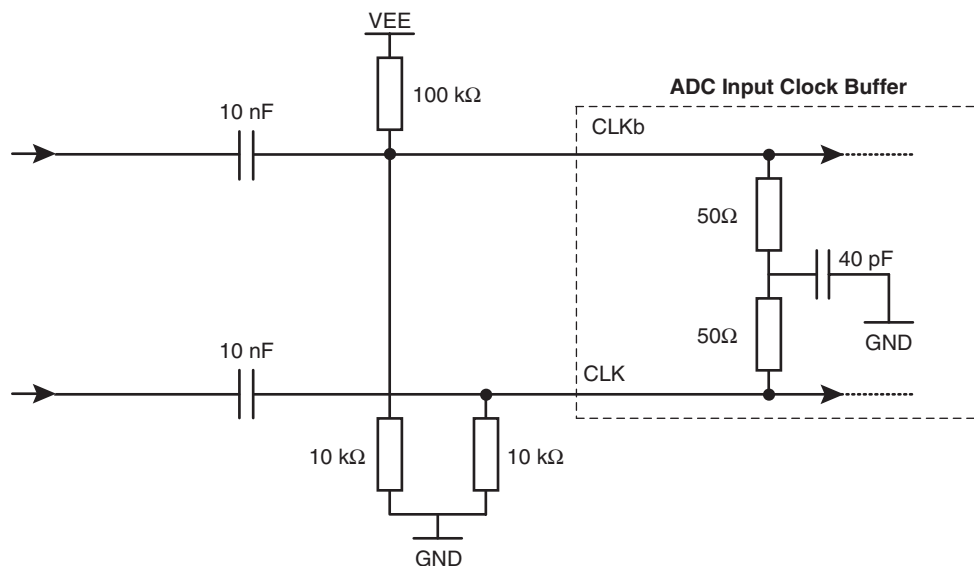 VEE
100 kΩ
ADC Input Clock Buffer
10 nF
CLKb
50Ω
40 pF
50Ω
GND
10 nF
CLK
10 kΩ
10 kΩ
GND